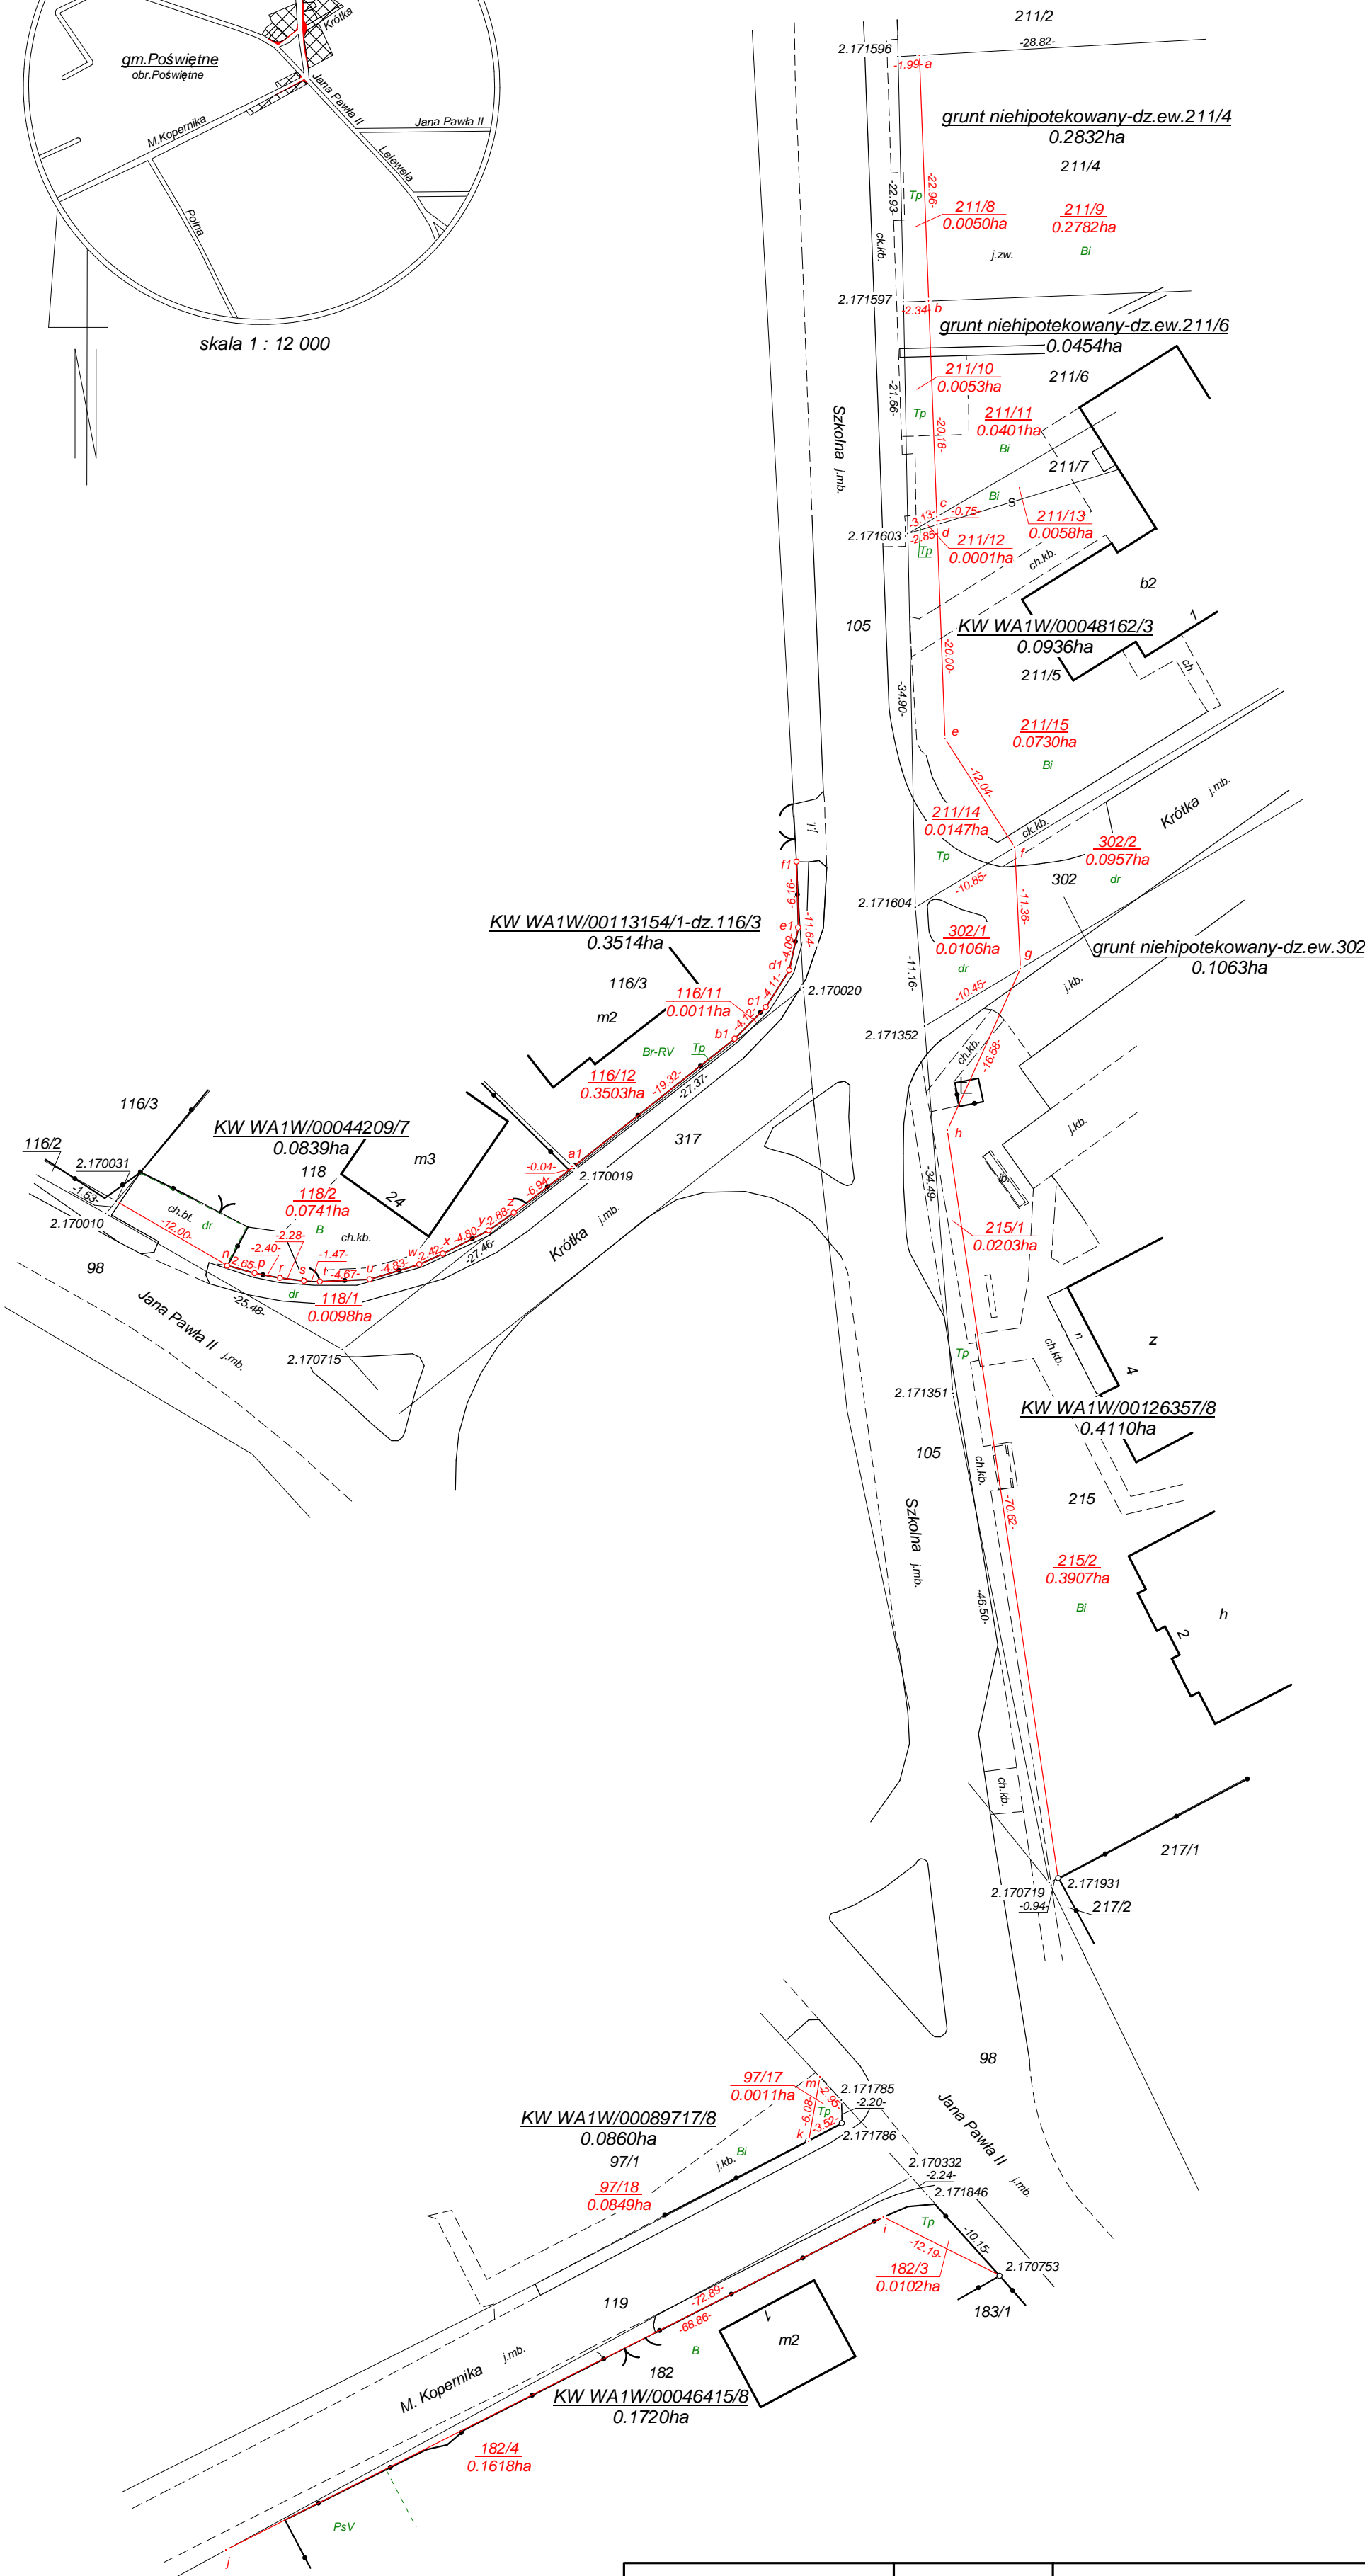 Krótka
gm.Poświętne
obr.Poświętne
M.Kopernika
Jana Pawła II
Jana Pawła II
Lelewela
Polna
skala 1 : 12 000
211/2
2.171596
-28.82-
-1.99-
a
grunt niehipotekowany-dz.ew.211/4
0.2832ha
211/4
-22.93-
Tp
-22.96-
211/8
0.0050ha
211/9
0.2782ha
ck.kb.
j.zw.
Bi
2.171597
-2.34-
b
grunt niehipotekowany-dz.ew.211/6
0.0454ha
211/10
0.0053ha
211/6
-21.66-
Szkolna j.mb.
Tp
-20.18-
211/11
0.0401ha
Bi
211/7
c
Bi
S
-3.13-
-0.75-
211/13
0.0058ha
2.171603
-2.85-
d
211/12
0.0001ha
Tp
ch.kb.
b2
105
KW WA1W/00048162/3
0.0936ha
1
-20.00-
211/5
ch.
-34.90-
e
211/15
0.0730ha
Bi
-12.04-
Krótka j.mb.
211/14
0.0147ha
ck.kb.
Tp
f
302/2
0.0957ha
dr
302
j.j.
f1
-10.85-
2.171604
-6.16-
-11.36-
KW WA1W/00113154/1-dz.116/3
0.3514ha
e1
-11.64-
302/1
0.0106ha
dr
grunt niehipotekowany-dz.ew.302
0.1063ha
-4.09-
g
116/3
d1
-11.16-
j.kb.
116/11
0.0011ha
-4.11-
2.170020
-10.45-
m2
c1
-4.12-
b1
2.171352
ch.kb.
Br-RV
Tp
-16.58-
116/12
0.3503ha
-19.32-
-27.37-
116/3
KW WA1W/00044209/7
0.0839ha
h
j.kb.
317
116/2
m3
a1
2.170031
118
-0.04-
2.170019
-34.49-
ib.
118/2
0.0741ha
24
-6.94-
-1.53-
ch.bt.
dr
B
ch.kb.
z
2.170010
-12.00-
-2.28-
y
-2.88-
Krótka j.mb.
215/1
0.0203ha
n
-2.40-
-1.47-
w
x
-4.80-
98
-2.65-
p
r
s
t
-4.67-
u
-4.83-
-2.42-
-27.46-
dr
118/1
0.0098ha
-25.48-
Jana Pawła II j.mb.
2.170715
n
ch.kb.
z
4
Tp
2.171351
KW WA1W/00126357/8
0.4110ha
105
ch.kb.
215
-70.62-
Szkolna j.mb.
215/2
0.3907ha
Bi
-46.50-
h
2
ch.kb.
217/1
2.170719
2.171931
-0.94-
217/2
98
97/17
0.0011ha
m
-2.95-
2.171785
-2.20-
Tp
-6.08-
-3.52-
Jana Pawła II j.mb.
KW WA1W/00089717/8
0.0860ha
k
2.171786
Bi
j.kb.
97/1
2.170332
-2.24-
97/18
0.0849ha
2.171846
Tp
i
-10.15-
-12.19-
2.170753
182/3
0.0102ha
119
-72.89-
183/1
-68.86-
1
m2
M. Kopernika j.mb.
B
182
KW WA1W/00046415/8
0.1720ha
182/4
0.1618ha
PsV
j